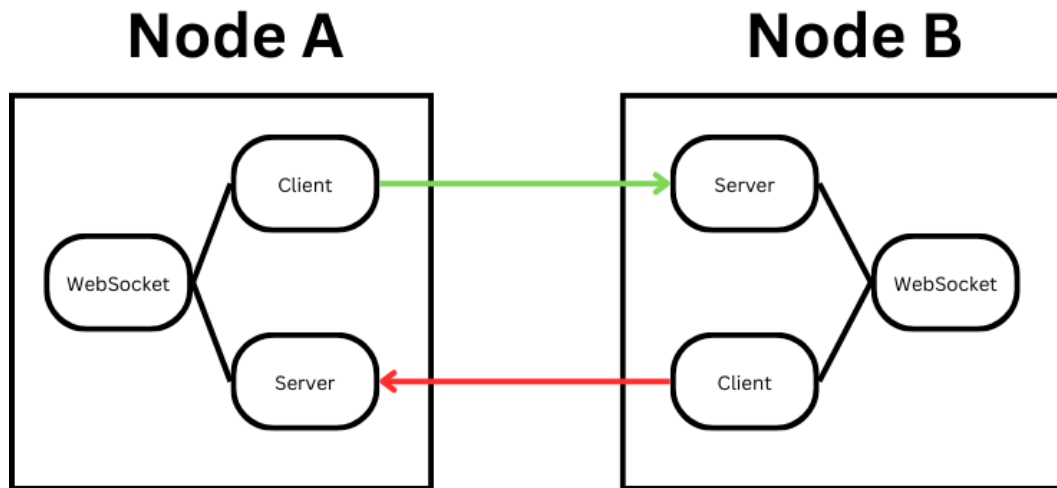 Node A
Node B
Client
Server
WebSocket
WebSocket
Server
Client